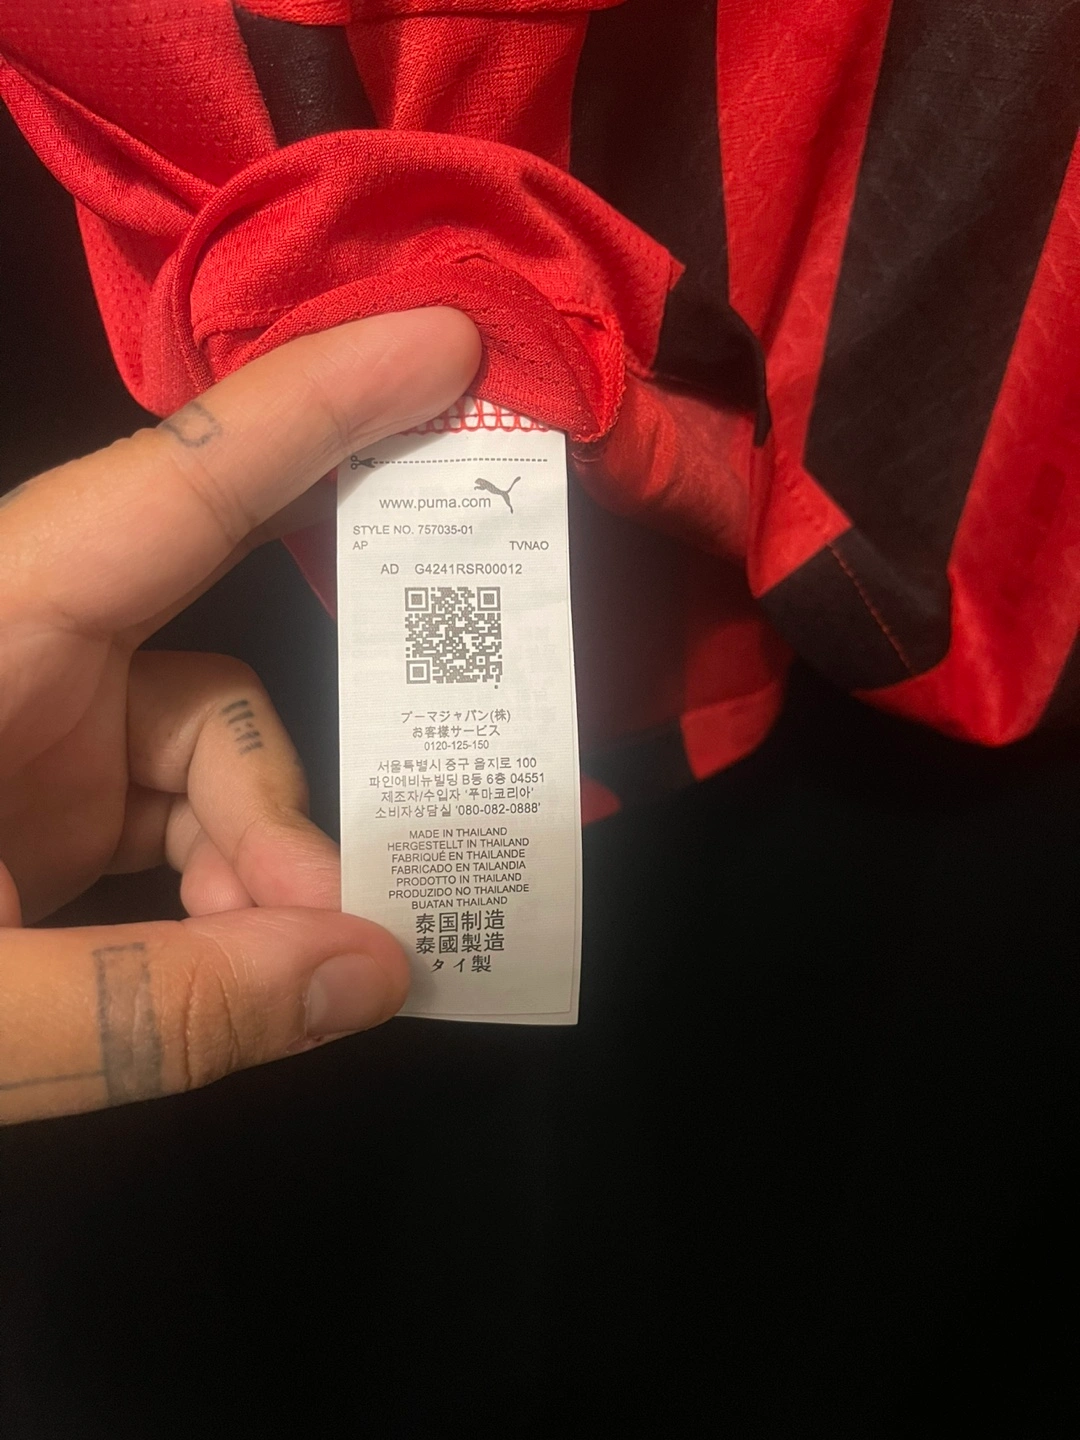 www.puma.com
STYLE NO. 757035-01
AP TVNAO
AD G4241RSR00012
プーマジャパン(株)
お客様サービス
0120-125-150
서울특별시 중구 을지로 100
파인에비뉴빌딩 B동 6층 04551
제조자/수입자 '푸마코리아'
소비자상담실 '080-082-0888'
MADE IN THAILAND
HERGESTELLT IN THAILAND
FABRIQUÉ EN THAILANDE
FABRICADO EN TAILANDIA
PRODOTTO IN THAILAND
PRODUZIDO NO THAILANDE
BUATAN THAILAND
泰国制造
泰國製造
タイ製
11:11